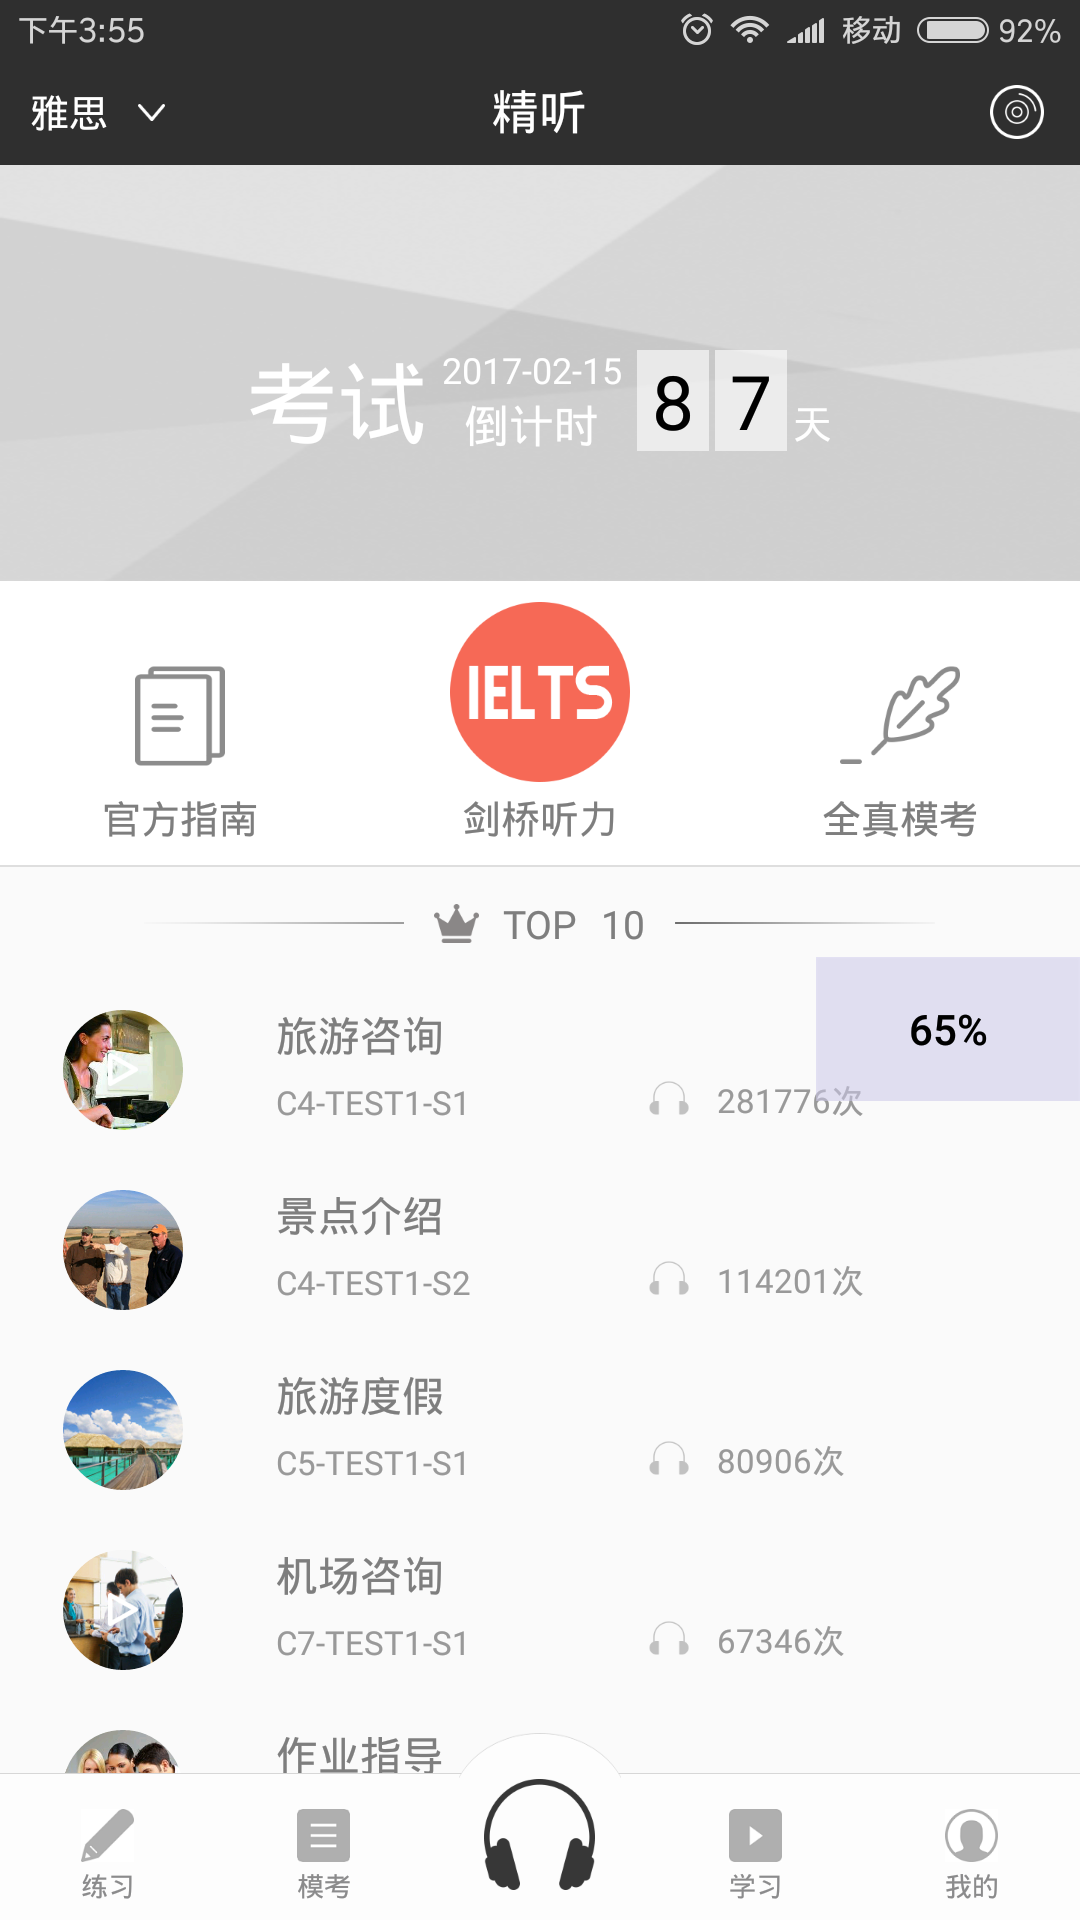 下午3:55 移动 92%
雅思 精听
考试 2017-02-15 倒计时 87天
IELTS
官方指南 剑桥听力 全真模考
TOP 10
65%
旅游咨询
C4-TEST1-S1 281776次
景点介绍
C4-TEST1-S2 114201次
旅游度假
C5-TEST1-S1 80906次
机场咨询
C7-TEST1-S1 67346次
作业指导
练习 模考 学习 我的